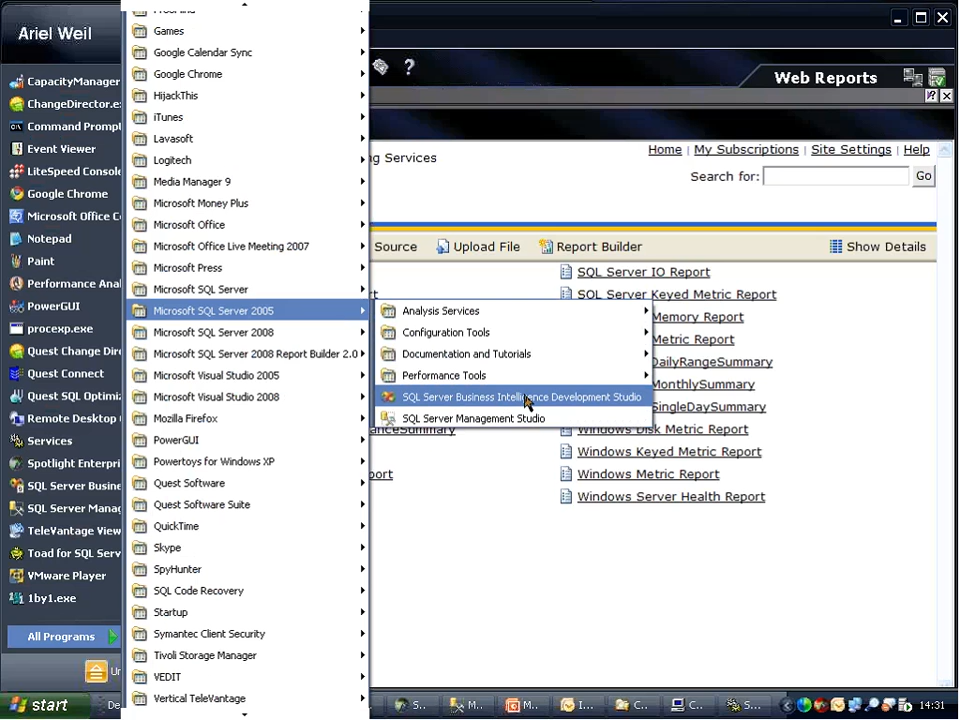 Ariel Weil
CapacityManager
ChangeDirector.ex
Command Prompt
Event Viewer
LiteSpeed Console
Google Chrome
Microsoft Office C
Notepad
Paint
Performance Anal
PowerGUI
procexp.exe
Quest Change Dir
Quest Connect
Quest SQL Optimiz
Remote Desktop
Services
Spotlight Enterpri
SQL Server Busine
SQL Server Manag
TeleVantage View
Toad for SQL Serv
VMware Player
1by1.exe
All Programs
start
Games
Google Calendar Sync
Google Chrome
HijackThis
iTunes
Lavasoft
Logitech
Media Manager 9
Microsoft Money Plus
Microsoft Office
Microsoft Office Live Meeting 2007
Microsoft Press
Microsoft SQL Server
Microsoft SQL Server 2005
Microsoft SQL Server 2008
Microsoft SQL Server 2008 Report Builder 2.0
Microsoft Visual Studio 2005
Microsoft Visual Studio 2008
Mozilla Firefox
PowerGUI
Powertoys for Windows XP
Quest Software
Quest Software Suite
QuickTime
Skype
SpyHunter
SQL Code Recovery
Startup
Symantec Client Security
Tivoli Storage Manager
VEDIT
Vertical TeleVantage
Analysis Services
Configuration Tools
Documentation and Tutorials
Performance Tools
SQL Server Business Intelligence Development Studio
SQL Server Management Studio
Web Reports
g Services
Home | My Subscriptions | Site Settings | Help
Search for: Go
Source Upload File Report Builder Show Details
SQL Server IO Report
SQL Server Keyed Metric Report
Memory Report
Metric Report
DailyRangeSummary
MonthlySummary
SingleDaySummary
Windows Disk Metric Report
Windows Keyed Metric Report
Windows Metric Report
Windows Server Health Report
anceSummary
port
De
S..
M..
M..
I...
C..
C..
S...
14:31